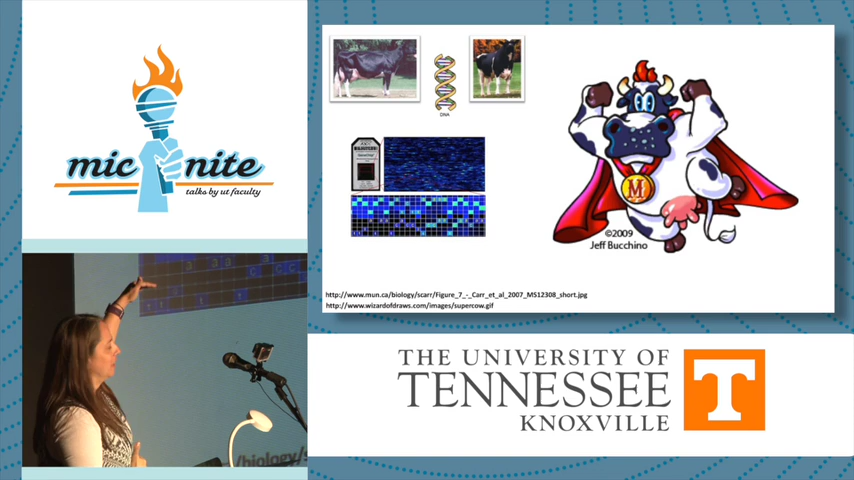 mic nite
talks by ut faculty
DNA
M
©2009
Jeff Bucchino
http://www.mun.ca/biology/scarr/Figure_7_-_Carr_et_al_2007_MS12308_short.jpg
http://www.wizardofdraws.com/images/supercow.gif
THE UNIVERSITY OF
TENNESSEE
KNOXVILLE
T
/biology/s